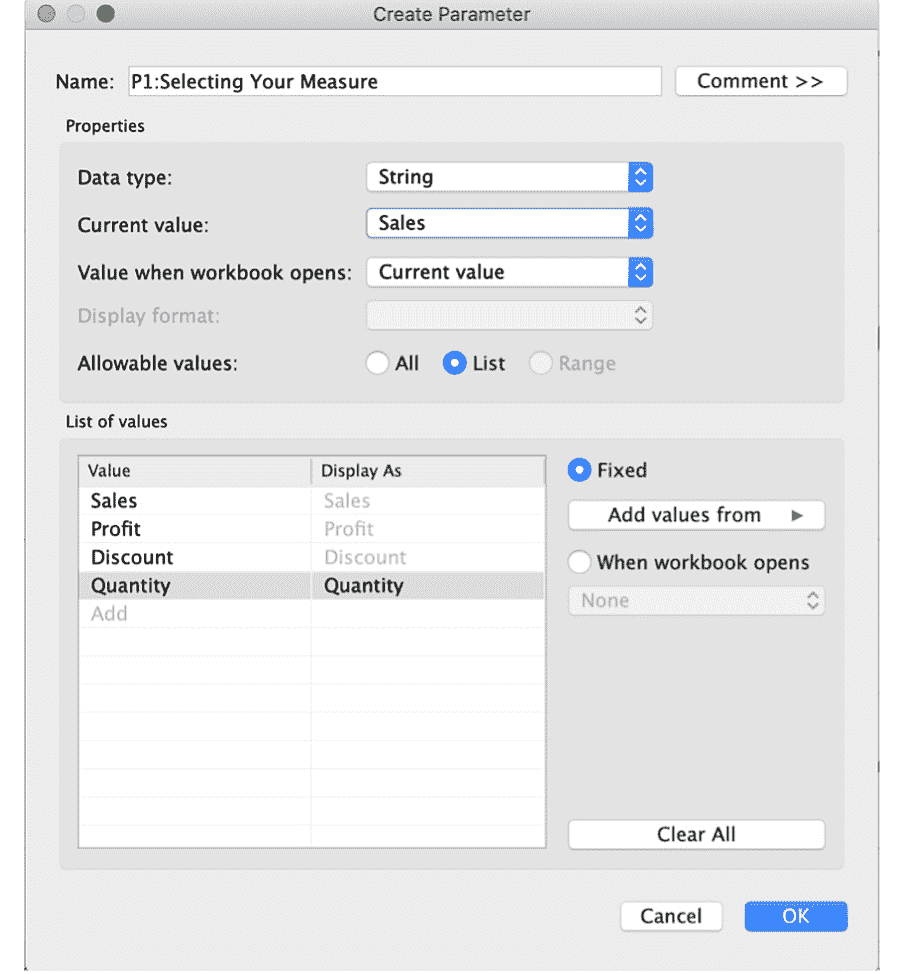 Create Parameter
Name: P1:Selecting Your Measure Comment >>
Properties
Data type: String
Current value: Sales
Value when workbook opens: Current value
Display format:
Allowable values: All List Range
List of values
Value Display As Fixed
Sales Sales
Profit Profit Add values from
Discount Discount When workbook opens
Quantity Quantity None
Add
Clear All
Cancel OK